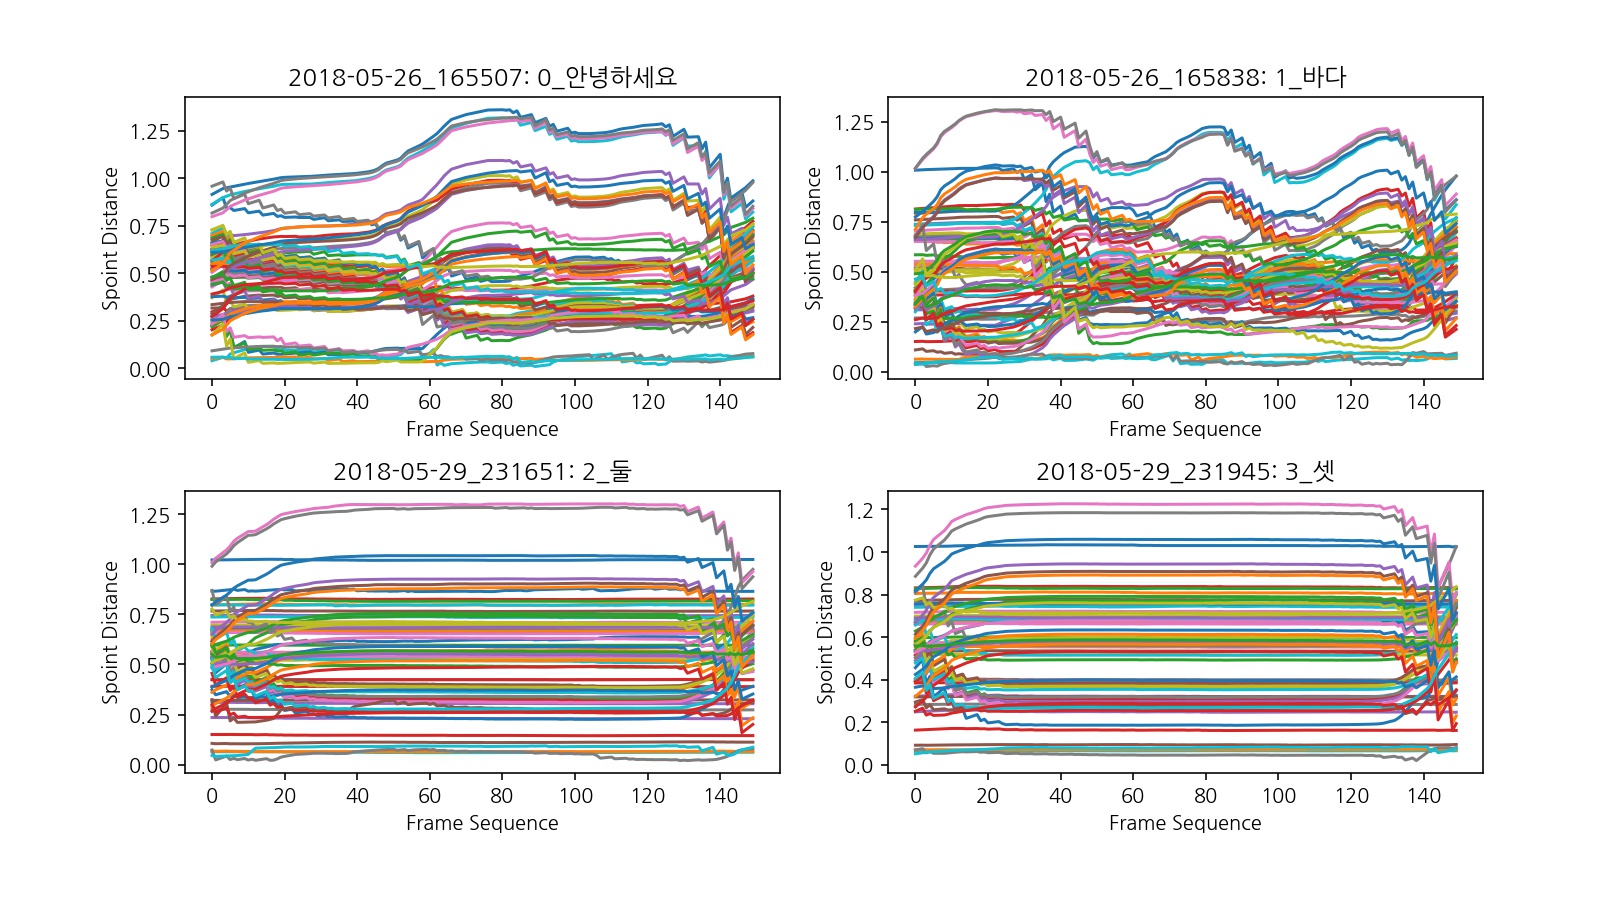 2018-05-26_165507: 0_안녕하세요
Spoint Distance
1.25
1.00
0.75
0.50
0.25
0.00
0 20 40 60 80 100 120 140
Frame Sequence
2018-05-26_165838: 1_바다
Spoint Distance
1.25
1.00
0.75
0.50
0.25
0.00
0 20 40 60 80 100 120 140
Frame Sequence
2018-05-29_231651: 2_둘
Spoint Distance
1.25
1.00
0.75
0.50
0.25
0.00
0 20 40 60 80 100 120 140
Frame Sequence
2018-05-29_231945: 3_셋
Spoint Distance
1.2
1.0
0.8
0.6
0.4
0.2
0.0
0 20 40 60 80 100 120 140
Frame Sequence